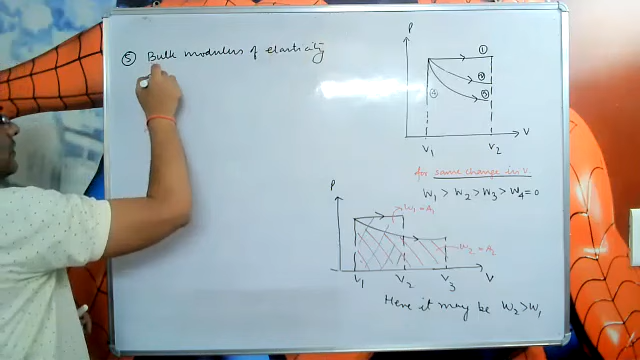 ⑤ Bulk modulus of elasticity
P
①
②
③
④
V₁
V₂
V
for same change in V
W₁ > W₂ > W₃ > W₄ = 0
P
W₁ = A₁
W₂ = A₂
V₁
V₂
V₃
V
Here it may be W₂ > W₁